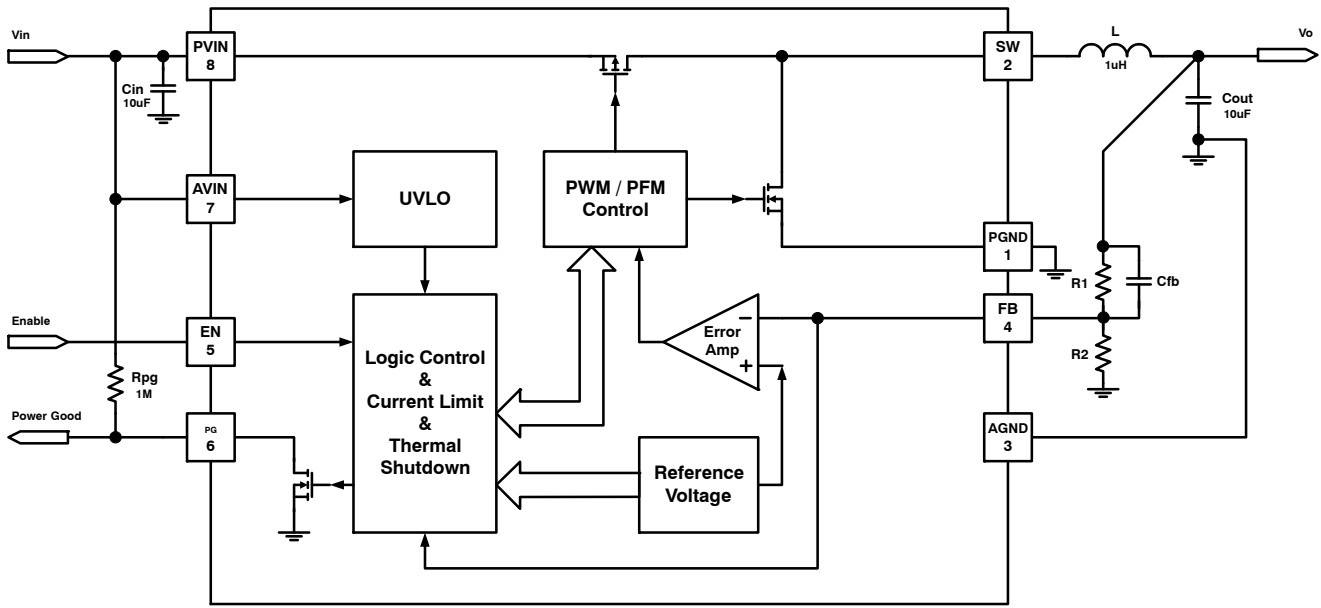 Vin
PVIN
8
SW
2
L
1uH
Vo
Cin
10uF
Cout
10uF
AVIN
7
UVLO
PWM / PFM
Control
PGND
1
R1
Cfb
Enable
EN
5
Logic Control
&
Current Limit
&
Thermal
Shutdown
Error
Amp
−
+
FB
4
R2
Rpg
1M
Power Good
PG
6
Reference
Voltage
AGND
3